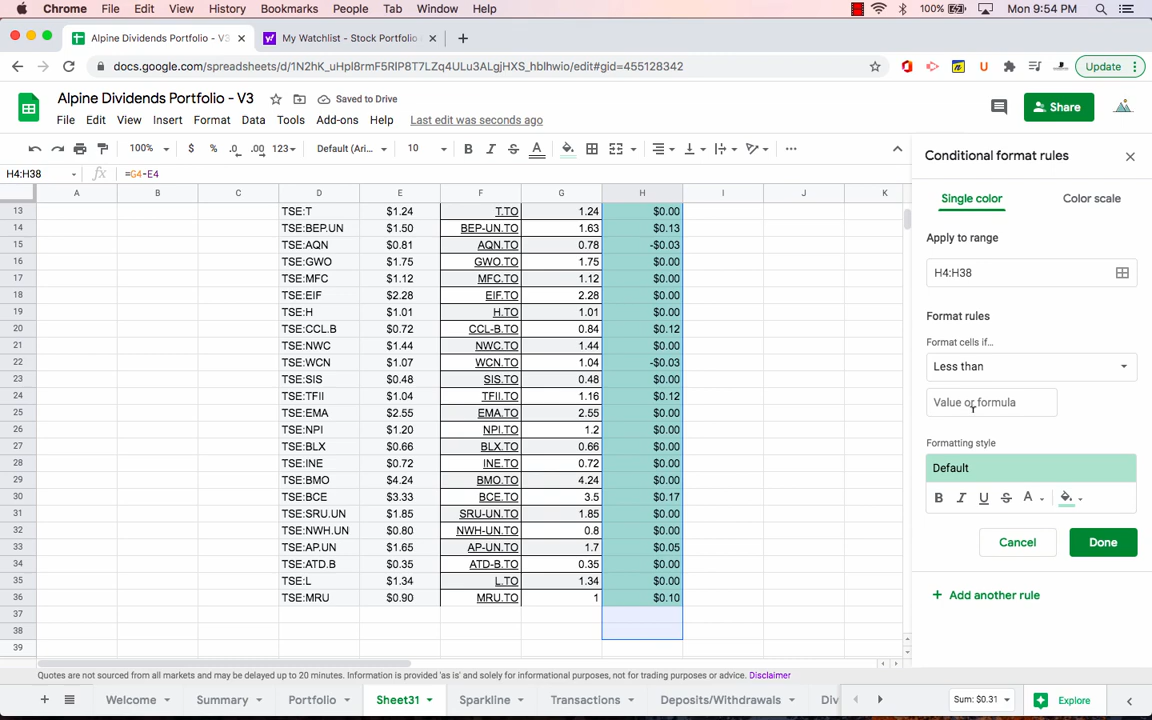 Chrome File Edit View History Bookmarks People Tab Window Help 100% Mon 9:54 PM
Alpine Dividends Portfolio - V3 × My Watchlist - Stock Portfolio × +
docs.google.com/spreadsheets/d/1N2hK_uHpI8rmF5RIP8T7LZq4ULu3ALgjHXS_hblhwio/edit#gid=455128342 Update
Alpine Dividends Portfolio - V3 Saved to Drive
Share
File Edit View Insert Format Data Tools Add-ons Help Last edit was seconds ago
100% $ % .0 .00 123 Default (Ari... 10 B I S A
H4:H38 fx =G4-E4
A B C D E F G H I J K
13 TSE:T $1.24 T.TO 1.24 $0.00
14 TSE:BEP.UN $1.50 BEP-UN.TO 1.63 $0.13
15 TSE:AQN $0.81 AQN.TO 0.78 -$0.03
16 TSE:GWO $1.75 GWO.TO 1.75 $0.00
17 TSE:MFC $1.12 MFC.TO 1.12 $0.00
18 TSE:EIF $2.28 EIF.TO 2.28 $0.00
19 TSE:H $1.01 H.TO 1.01 $0.00
20 TSE:CCL.B $0.72 CCL-B.TO 0.84 $0.12
21 TSE:NWC $1.44 NWC.TO 1.44 $0.00
22 TSE:WCN $1.07 WCN.TO 1.04 -$0.03
23 TSE:SIS $0.48 SIS.TO 0.48 $0.00
24 TSE:TFII $1.04 TFII.TO 1.16 $0.12
25 TSE:EMA $2.55 EMA.TO 2.55 $0.00
26 TSE:NPI $1.20 NPI.TO 1.2 $0.00
27 TSE:BLX $0.66 BLX.TO 0.66 $0.00
28 TSE:INE $0.72 INE.TO 0.72 $0.00
29 TSE:BMO $4.24 BMO.TO 4.24 $0.00
30 TSE:BCE $3.33 BCE.TO 3.5 $0.17
31 TSE:SRU.UN $1.85 SRU-UN.TO 1.85 $0.00
32 TSE:NWH.UN $0.80 NWH-UN.TO 0.8 $0.00
33 TSE:AP.UN $1.65 AP-UN.TO 1.7 $0.05
34 TSE:ATD.B $0.35 ATD-B.TO 0.35 $0.00
35 TSE:L $1.34 L.TO 1.34 $0.00
36 TSE:MRU $0.90 MRU.TO 1 $0.10
37
38
39
Conditional format rules
Single color Color scale
Apply to range
H4:H38
Format rules
Format cells if...
Less than
Value or formula
Formatting style
Default
B I U S A
Cancel Done
+ Add another rule
Quotes are not sourced from all markets and may be delayed up to 20 minutes. Information is provided 'as is' and solely for informational purposes, not for trading purposes or advice. Disclaimer
+ Welcome Summary Portfolio Sheet31 Sparkline Transactions Deposits/Withdrawals Div Sum: $0.31 Explore